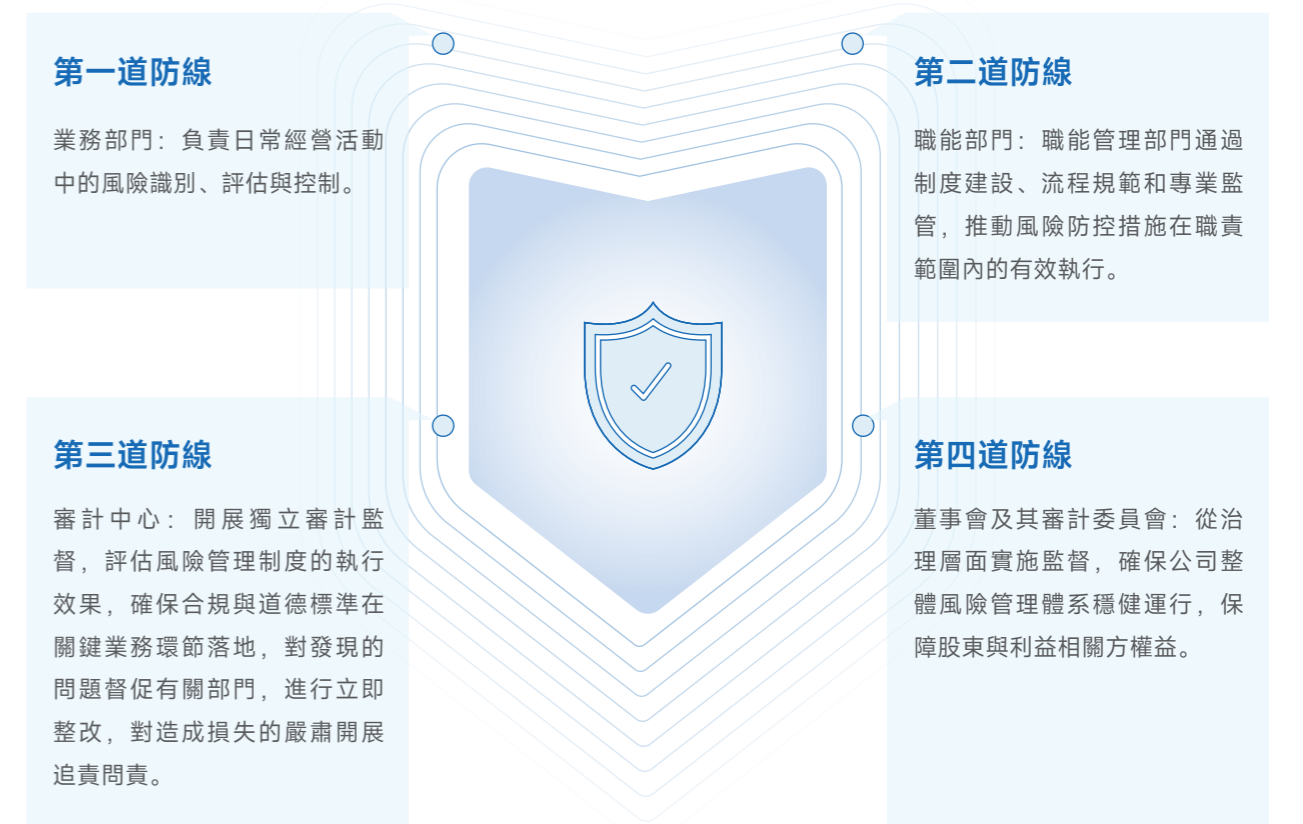 第一道防線
業務部門：負責日常經營活動
中的風險識別、評估與控制。
第二道防線
職能部門：職能管理部門通過
制度建設、流程規範和專業監
管，推動風險防控措施在職責
範圍內的有效執行。
第三道防線
審計中心：開展獨立審計監
督，評估風險管理制度的執行
效果，確保合規與道德標準在
關鍵業務環節落地，對發現的
問題督促有關部門，進行立即
整改，對造成損失的嚴肅開展
追責問責。
第四道防線
董事會及其審計委員會：從治
理層面實施監督，確保公司整
體風險管理體系穩健運行，保
障股東與利益相關方權益。